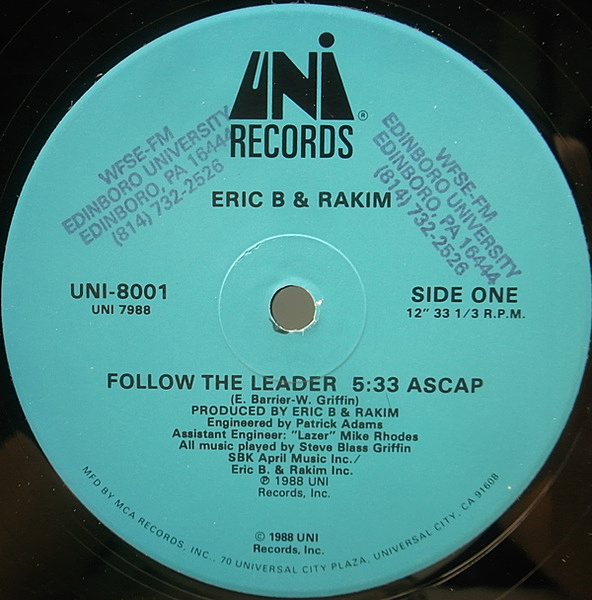 UNI®
RECORDS
WFSE-FM
EDINBORO UNIVERSITY
EDINBORO, PA 16444
(814) 732-2526
WFSE-FM
EDINBORO UNIVERSITY
EDINBORO, PA 16444
(814) 732-2526
ERIC B & RAKIM
UNI-8001
UNI 7988
SIDE ONE
12" 33 1/3 R.P.M.
FOLLOW THE LEADER 5:33 ASCAP
(E. Barrier-W. Griffin)
PRODUCED BY ERIC B & RAKIM
Engineered by Patrick Adams
Assistant Engineer: "Lazer" Mike Rhodes
All music played by Steve Blass Griffin
SBK April Music Inc./
Eric B. & Rakim Inc.
℗ 1988 UNI
Records, Inc.
© 1988 UNI
Records, Inc.
MFD BY MCA RECORDS, INC., 70 UNIVERSAL CITY PLAZA, UNIVERSAL CITY, CA 91608